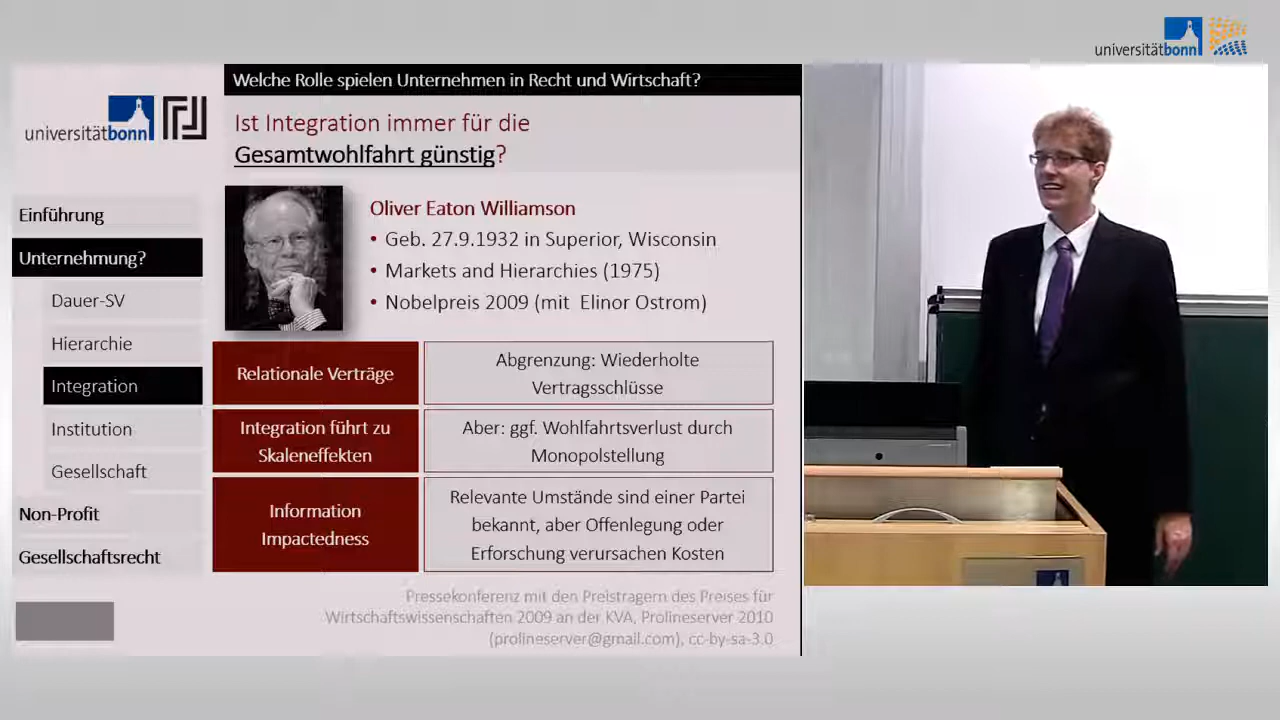 universitätbonn
Welche Rolle spielen Unternehmen in Recht und Wirtschaft?
universitätbonn
Ist Integration immer für die
Gesamtwohlfahrt günstig?
Einführung
Unternehmung?
Dauer-SV
Hierarchie
Integration
Institution
Gesellschaft
Non-Profit
Gesellschaftsrecht
Oliver Eaton Williamson
• Geb. 27.9.1932 in Superior, Wisconsin
• Markets and Hierarchies (1975)
• Nobelpreis 2009 (mit Elinor Ostrom)
Relationale Verträge
Abgrenzung: Wiederholte
Vertragsschlüsse
Integration führt zu
Skaleneffekten
Aber: ggf. Wohlfahrtsverlust durch
Monopolstellung
Information
Impactedness
Relevante Umstände sind einer Partei
bekannt, aber Offenlegung oder
Erforschung verursachen Kosten
Pressekonferenz mit den Preistragern des Preises für
Wirtschaftswissenschaften 2009 an der KVA, Prolineserver 2010
(prolineserver@gmail.com), cc-by-sa-3.0